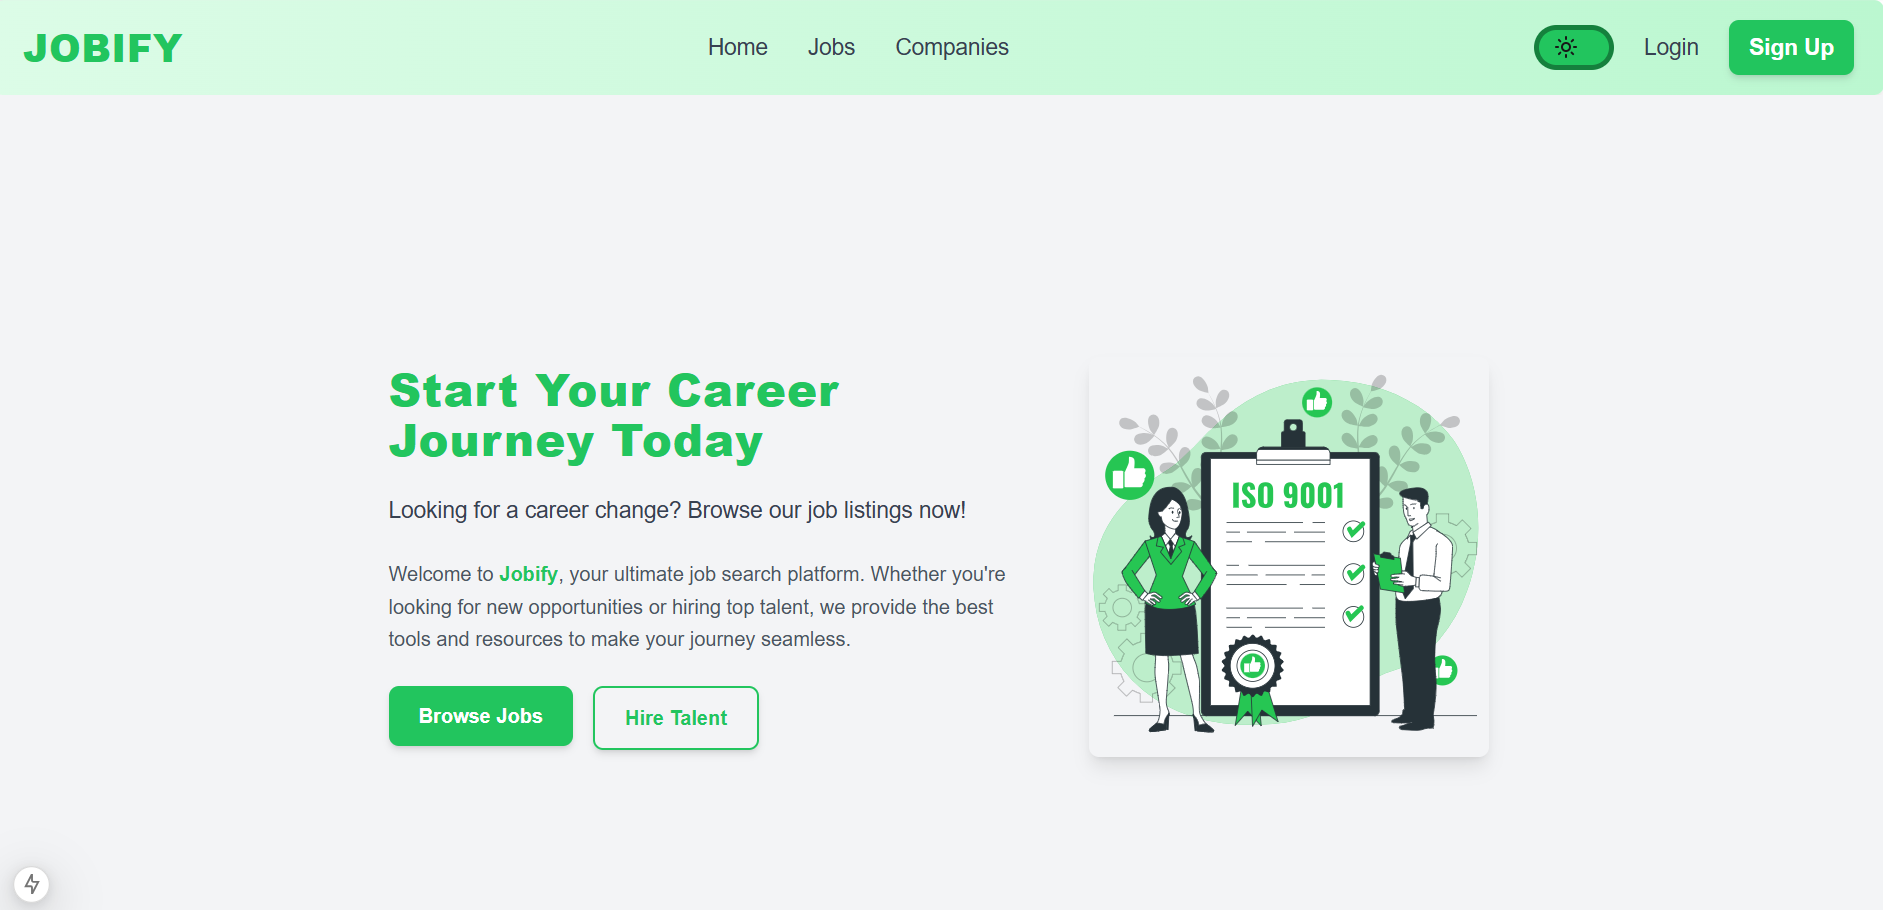 JOBIFY
Home
Jobs
Companies
Login
Sign Up
Start Your Career
Journey Today
Looking for a career change? Browse our job listings now!
Welcome to Jobify, your ultimate job search platform. Whether you're
looking for new opportunities or hiring top talent, we provide the best
tools and resources to make your journey seamless.
Browse Jobs
Hire Talent
ISO 9001